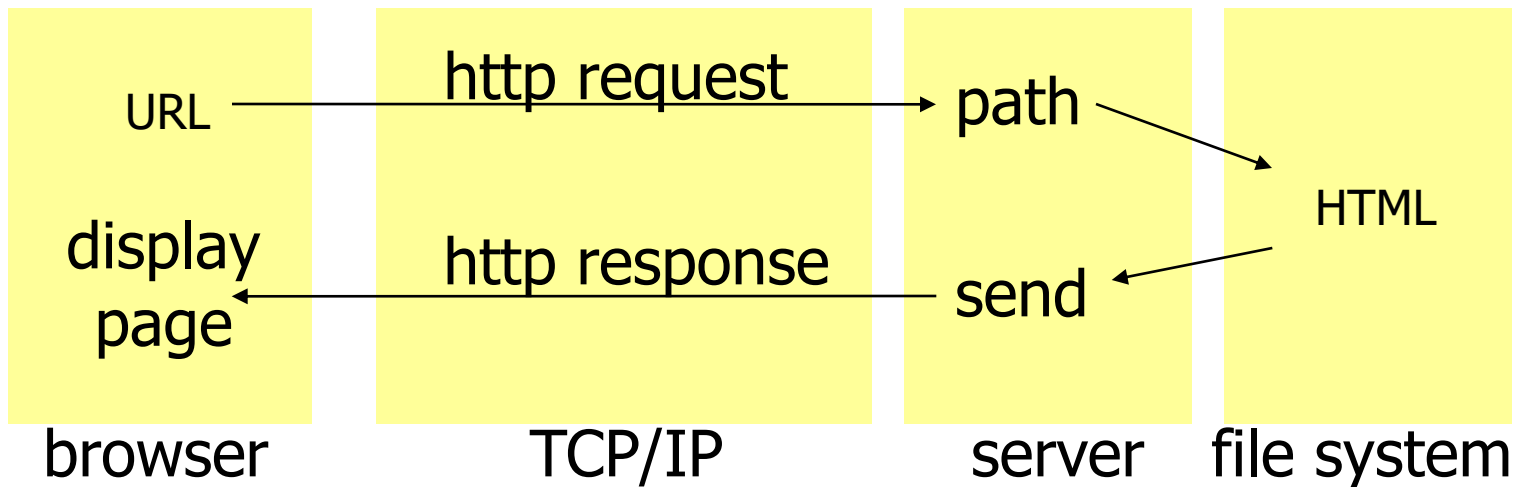 URL
http request
path
HTML
display
page
http response
send
browser
TCP/IP
server
file system